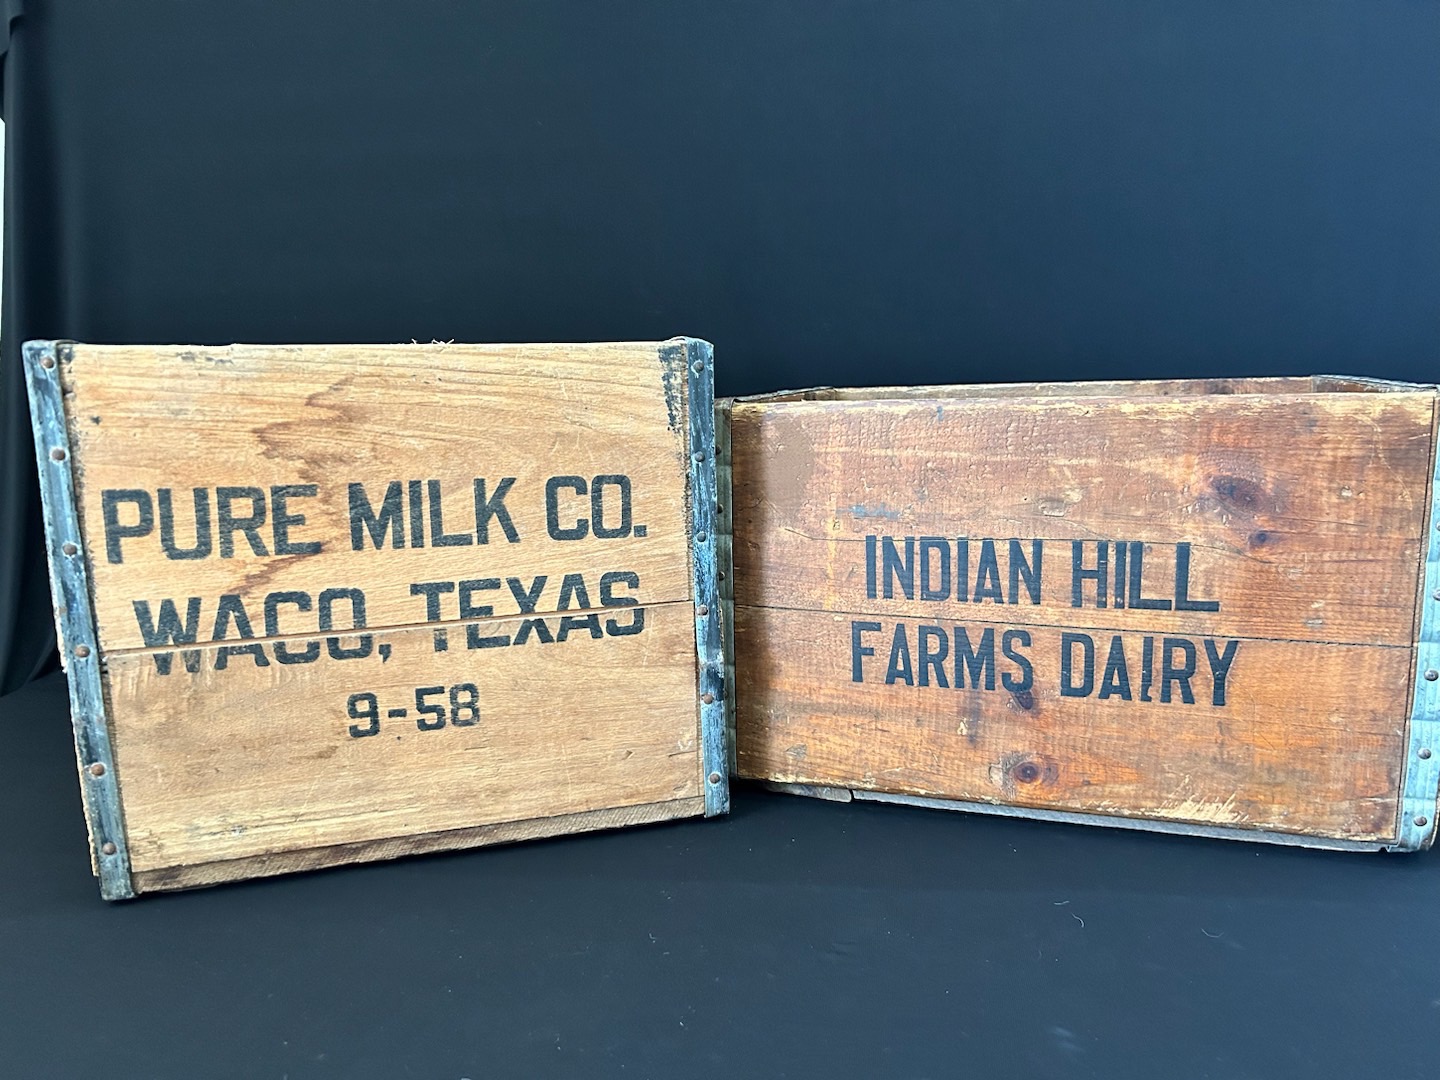 PURE MILK CO.
WACO, TEXAS
9-58
INDIAN HILL
FARMS DAIRY